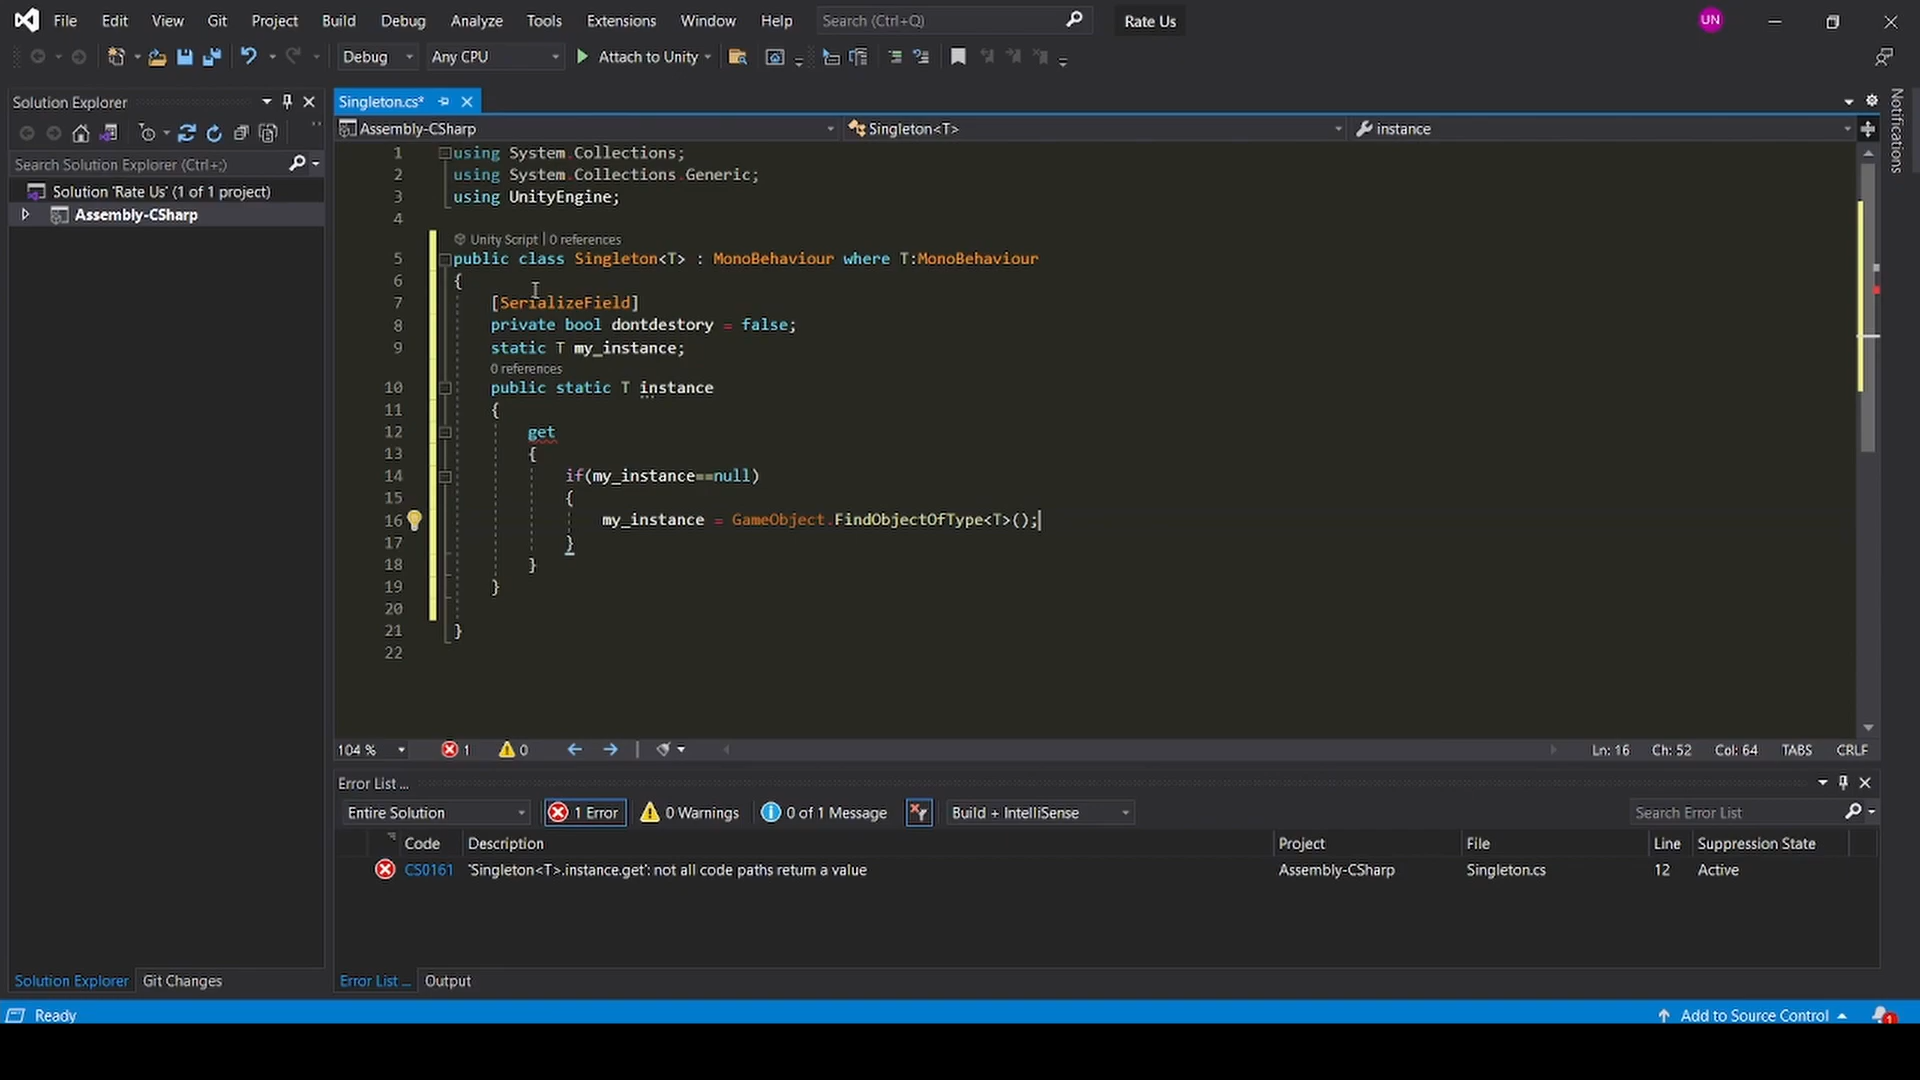 File Edit View Git Project Build Debug Test Analyze Tools Extensions Window Help Search (Ctrl+Q) Rate Us UN
Debug Any CPU Attach to Unity
Solution Explorer
Search Solution Explorer (Ctrl+;)
Solution 'Rate Us' (1 of 1 project)
Assembly-CSharp
Singleton.cs*
Assembly-CSharp Singleton<T> instance
1 using System.Collections;
2 using System.Collections.Generic;
3 using UnityEngine;
4
Unity Script | 0 references
5 public class Singleton<T> : MonoBehaviour where T:MonoBehaviour
6 {
7 [SerializeField]
8 private bool dontdestory = false;
9 static T my_instance;
0 references
10 public static T instance
11 {
12 get
13 {
14 if(my_instance==null)
15 {
16 my_instance = GameObject.FindObjectOfType<T>();
17 }
18 }
19 }
20
21 }
22
104 % 1 0 Ln: 16 Ch: 52 Col: 64 TABS CRLF
Error List ...
Entire Solution 1 Error 0 Warnings 0 of 1 Message Build + IntelliSense Search Error List
Code Description Project File Line Suppression State
CS0161 'Singleton<T>.instance.get': not all code paths return a value Assembly-CSharp Singleton.cs 12 Active
Solution Explorer Git Changes Error List ... Output
Ready Add to Source Control 1
Notifications